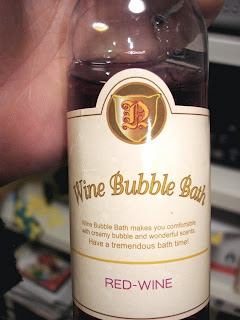 Wine Bubble Bath
Wine Bubble Bath makes you comfortable
with creamy bubble and wonderful scents.
Have a tremendous bath time!
RED-WINE